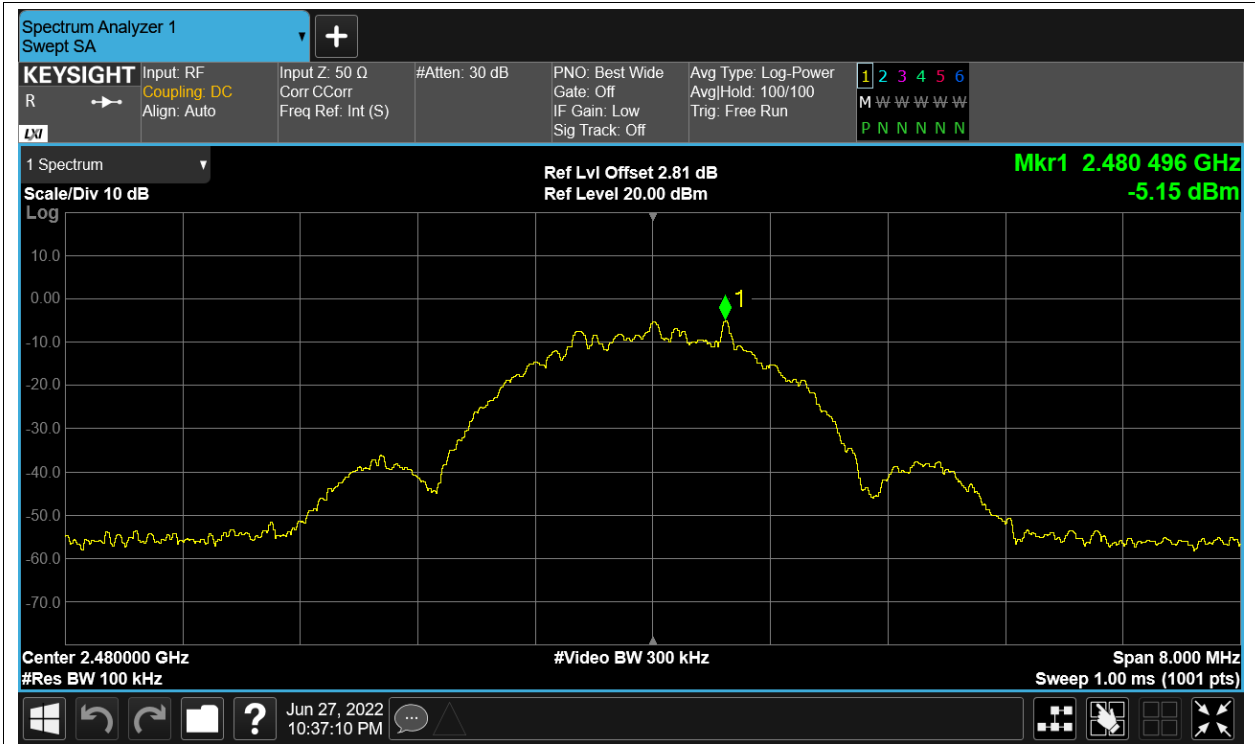 Spectrum Analyzer 1
Swept SA
+
KEYSIGHT
R
LXI
Input: RF
Coupling: DC
Align: Auto
Input Z: 50 Ω
Corr CCorr
Freq Ref: Int (S)
#Atten: 30 dB
PNO: Best Wide
Gate: Off
IF Gain: Low
Sig Track: Off
Avg Type: Log-Power
Avg|Hold: 100/100
Trig: Free Run
1 2 3 4 5 6
M W W W W W
P N N N N N
1 Spectrum
Scale/Div 10 dB
Log
Ref Lvl Offset 2.81 dB
Ref Level 20.00 dBm
Mkr1 2.480 496 GHz
-5.15 dBm
10.0
0.00
-10.0
-20.0
-30.0
-40.0
-50.0
-60.0
-70.0
1
Center 2.480000 GHz
#Res BW 100 kHz
#Video BW 300 kHz
Span 8.000 MHz
Sweep 1.00 ms (1001 pts)
?
Jun 27, 2022
10:37:10 PM